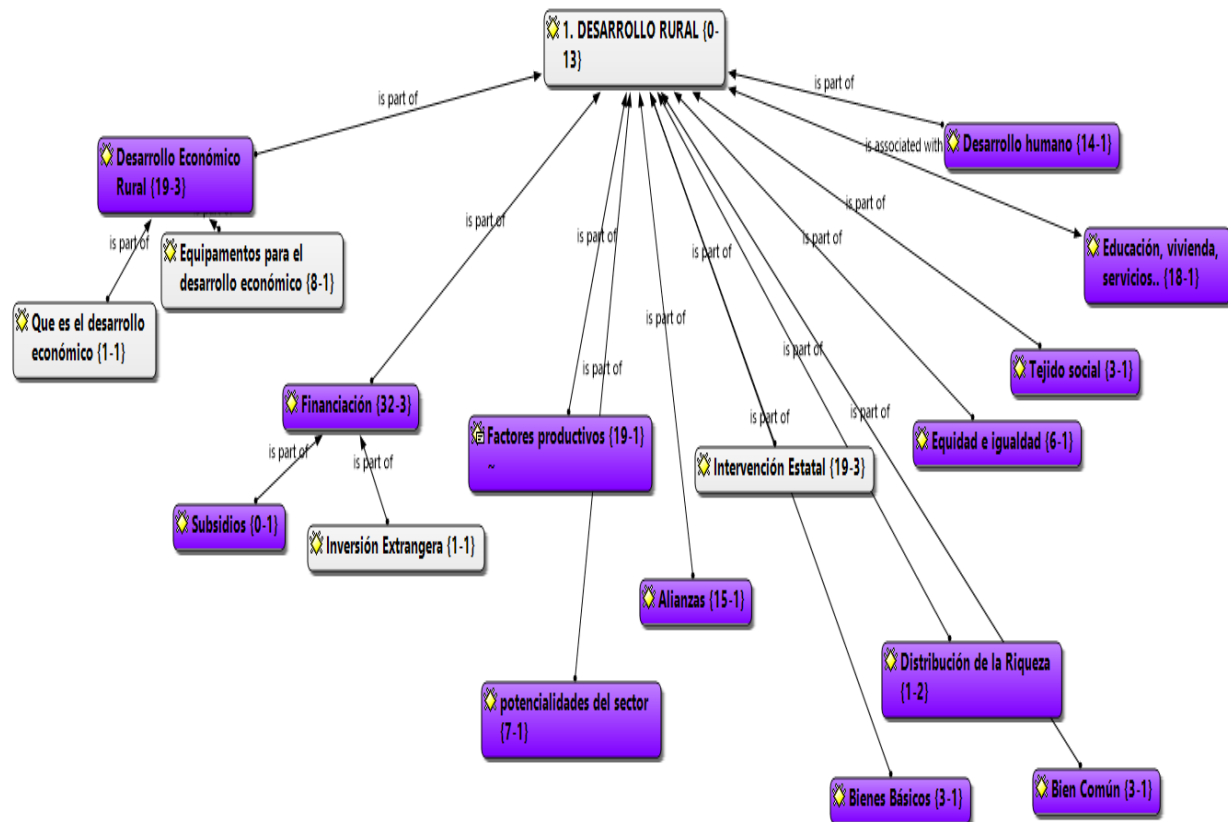 1. DESARROLLO RURAL {0-
13}
is part of
is part of
is associated with
Desarrollo humano {14-1}
Desarrollo Económico
Rural {19-3}
is part of
is part of
is part of
is part of
is part of
is part of
Equipamentos para el
desarrollo económico {8-1}
Educación, vivienda,
servicios.. {18-1}
Que es el desarrollo
económico {1-1}
is part of
is part of
is part of
Tejido social {3-1}
Financiación {32-3}
is part of
is part of
Factores productivos {19-1}
~
is part of
is part of
Equidad e igualdad {6-1}
Intervención Estatal {19-3}
Subsidios {0-1}
Inversión Extrangera {1-1}
Alianzas {15-1}
Distribución de la Riqueza
{1-2}
potencialidades del sector
{7-1}
Bienes Básicos {3-1}
Bien Común {3-1}